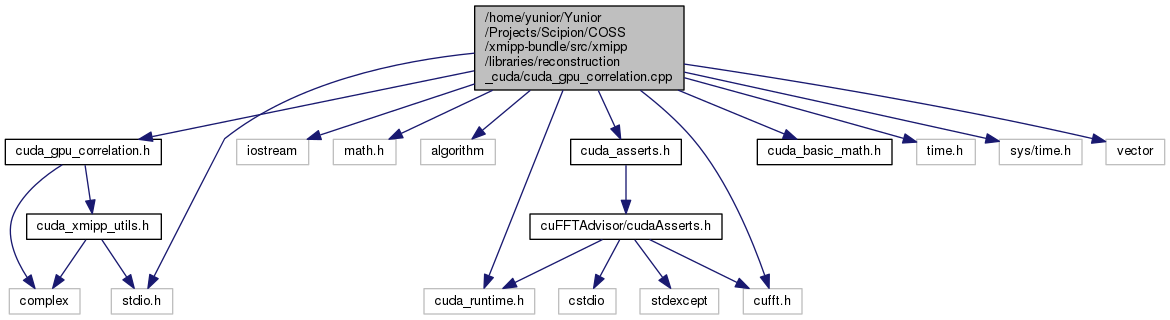 /home/yunior/Yunior
/Projects/Scipion/COSS
/xmipp-bundle/src/xmipp
/libraries/reconstruction
_cuda/cuda_gpu_correlation.cpp
cuda_gpu_correlation.h
iostream
math.h
algorithm
cuda_asserts.h
cuda_basic_math.h
time.h
sys/time.h
vector
cuda_xmipp_utils.h
cuFFTAdvisor/cudaAsserts.h
complex
stdio.h
cuda_runtime.h
cstdio
stdexcept
cufft.h